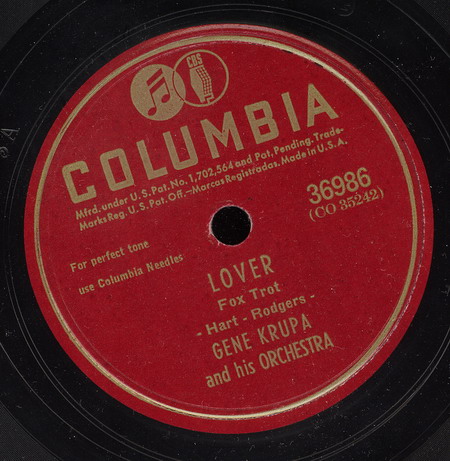 A
CBS
COLUMBIA
Mfrd. under U.S. Pat. No. 1,702,564 and Pat. Pending. Trade-
Marks Reg. U.S. Pat. Off.—Marcas Registradas. Made in U.S.A.
36986
(CO 35242)
For perfect tone
use Columbia Needles
LOVER
Fox Trot
- Hart - Rodgers -
GENE KRUPA
and his ORCHESTRA